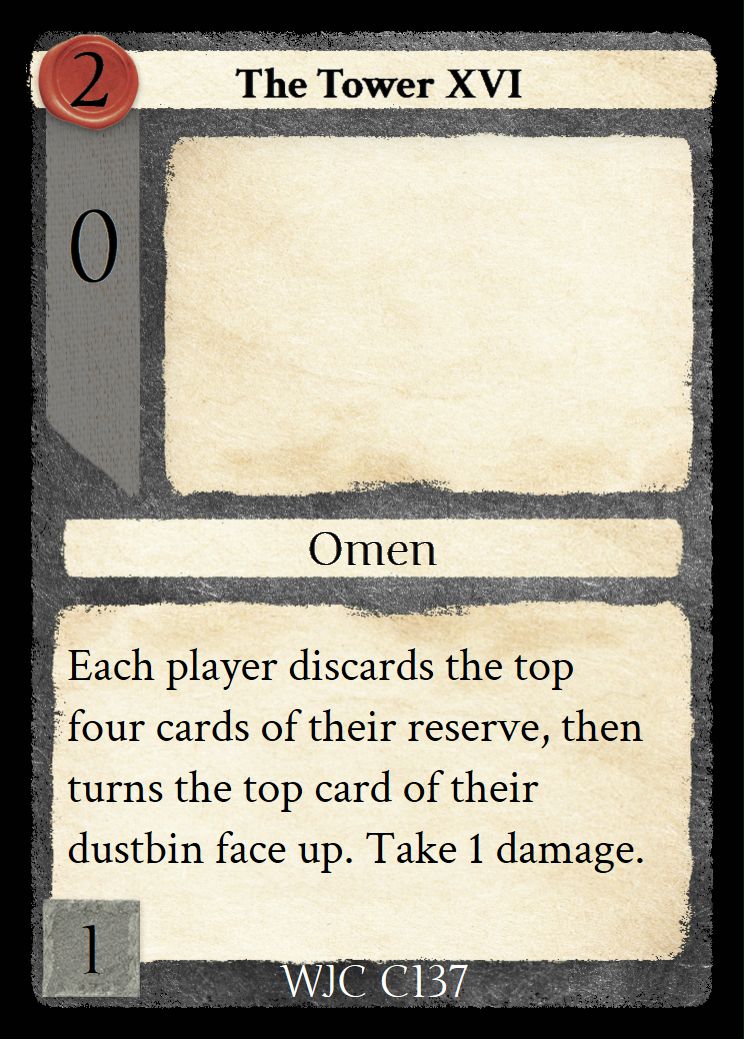 2
The Tower XVI
0
Omen
Each player discards the top
four cards of their reserve, then
turns the top card of their
dustbin face up. Take 1 damage.
1
WJC C137